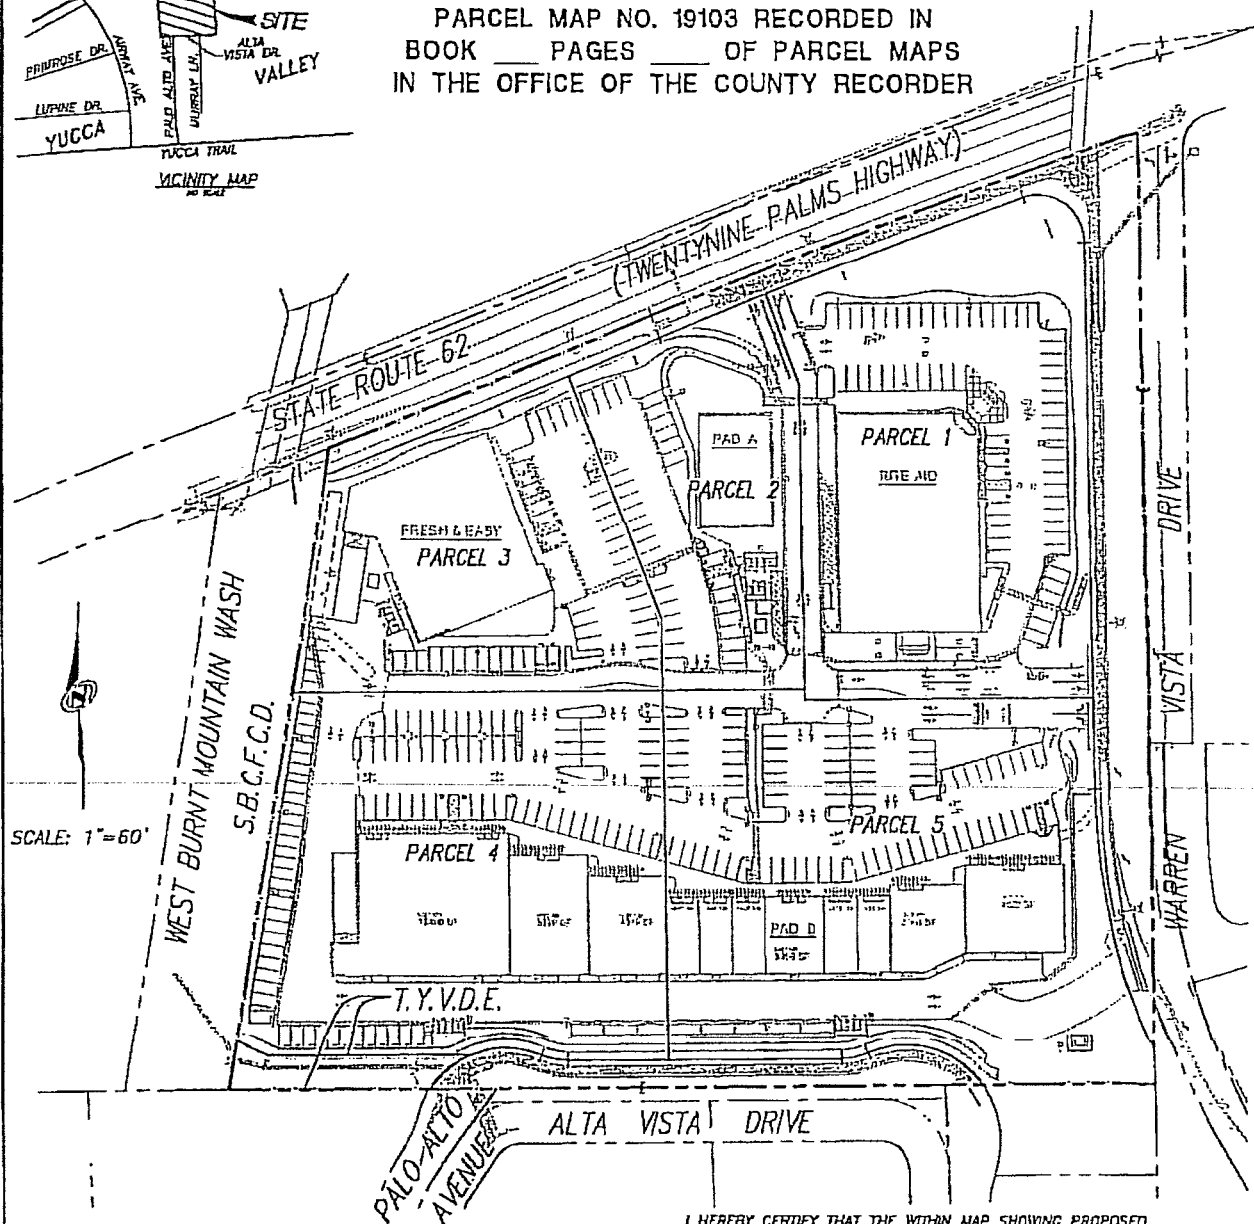 PARCEL MAP NO. 19103 RECORDED IN
BOOK ___ PAGES ___ OF PARCEL MAPS
IN THE OFFICE OF THE COUNTY RECORDER
SITE
ALTA
VISTA DR.
VALLEY
PRIMROSE DR.
AIRWAY AVE.
PALO ALTO AVE.
MURRAY LN.
LUPINE DR.
YUCCA
YUCCA TRAIL
VICINITY MAP
NO SCALE
(TWENTYNINE PALMS HIGHWAY)
STATE ROUTE 62
PAD A
PARCEL 1
PARCEL 2
RITE AID
FRESH & EASY
PARCEL 3
WARREN VISTA DRIVE
WEST BURNT MOUNTAIN WASH
S.B.C.F.C.D.
SCALE: 1"=60'
PARCEL 5
PARCEL 4
PAD D
T.Y.V.D.E.
PALO ALTO
AVENUE
ALTA VISTA DRIVE
I HEREBY CERTIFY THAT THE WITHIN MAP SHOWING PROPOSED